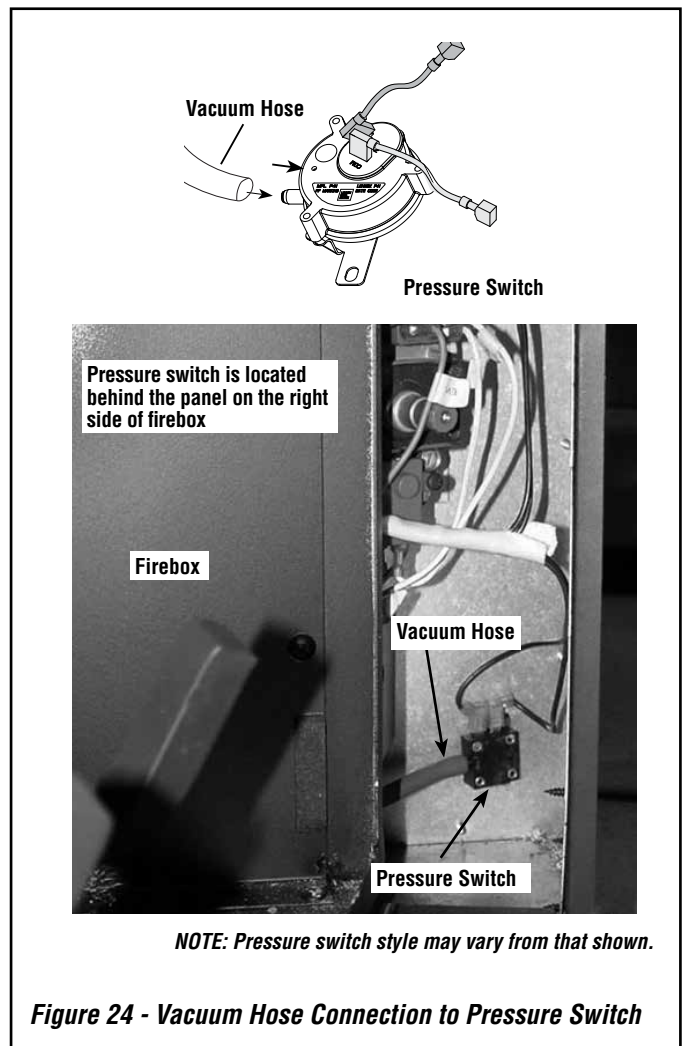 Vacuum Hose
Pressure Switch
Pressure switch is located
behind the panel on the right
side of firebox
Firebox
Vacuum Hose
Pressure Switch
NOTE: Pressure switch style may vary from that shown.
Figure 24 - Vacuum Hose Connection to Pressure Switch